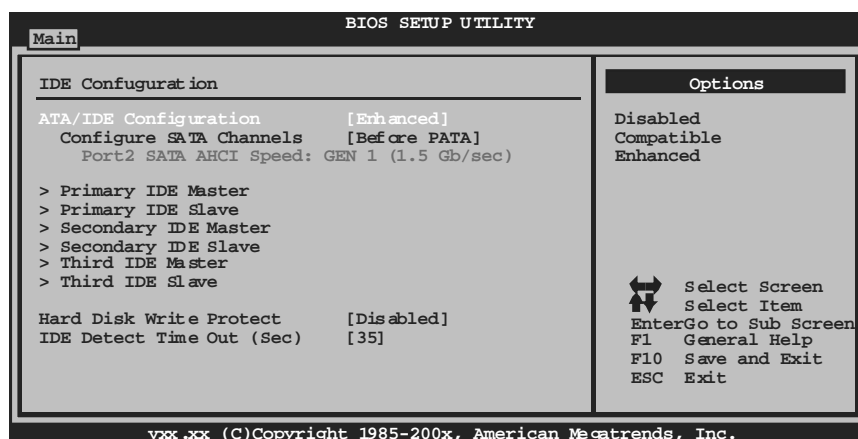 BIOS SETUP UTILITY
Main
IDE Confuguration
ATA/IDE Configuration [Enhanced]
Configure SATA Channels [Before PATA]
Port2 SATA AHCI Speed: GEN 1 (1.5 Gb/sec)
> Primary IDE Master
> Primary IDE Slave
> Secondary IDE Master
> Secondary IDE Slave
> Third IDE Master
> Third IDE Slave
Hard Disk Write Protect [Disabled]
IDE Detect Time Out (Sec) [35]
Options
Disabled
Compatible
Enhanced
Select Screen
Select Item
EnterGo to Sub Screen
F1 General Help
F10 Save and Exit
ESC Exit
vxx.xx (C)Copyright 1985-200x, American Megatrends, Inc.